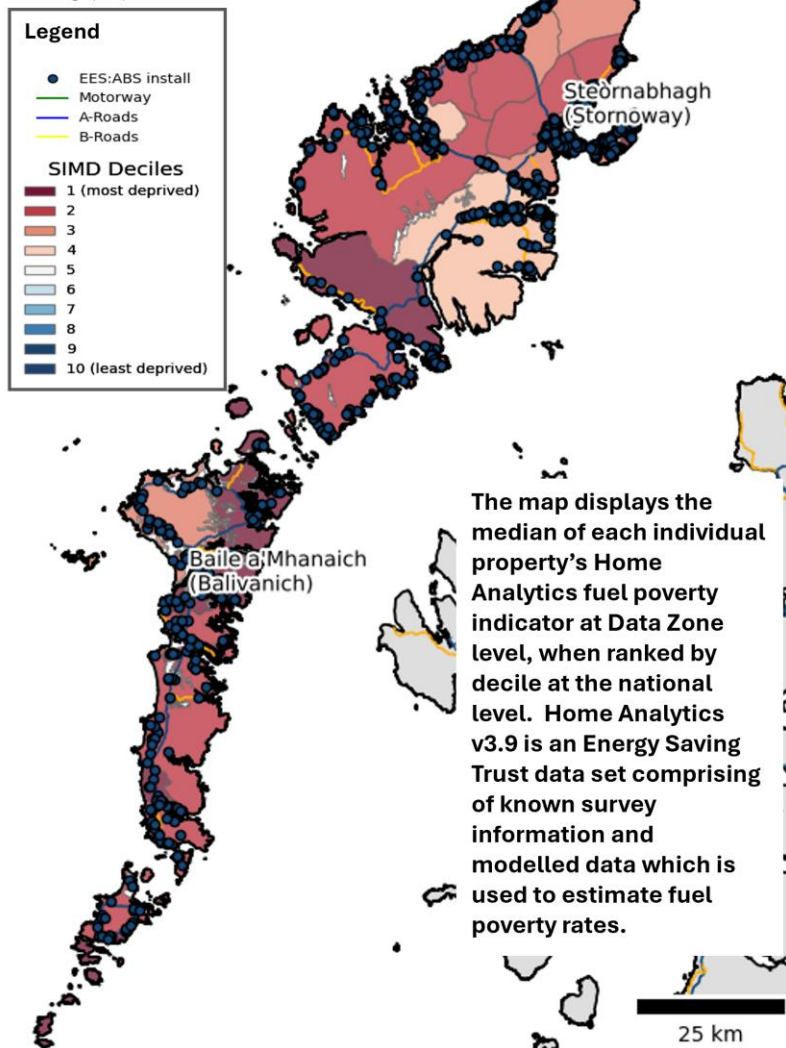 Legend
EES:ABS install
Motorway
A-Roads
B-Roads
SIMD Deciles
1 (most deprived)
2
3
4
5
6
7
8
9
10 (least deprived)
Steòrnabhagh
(Stornoway)
Baile a'Mhanaich
(Balivanich)
The map displays the
median of each individual
property’s Home
Analytics fuel poverty
indicator at Data Zone
level, when ranked by
decile at the national
level.  Home Analytics
v3.9 is an Energy Saving
Trust data set comprising
of known survey
information and
modelled data which is
used to estimate fuel
poverty rates.
25 km